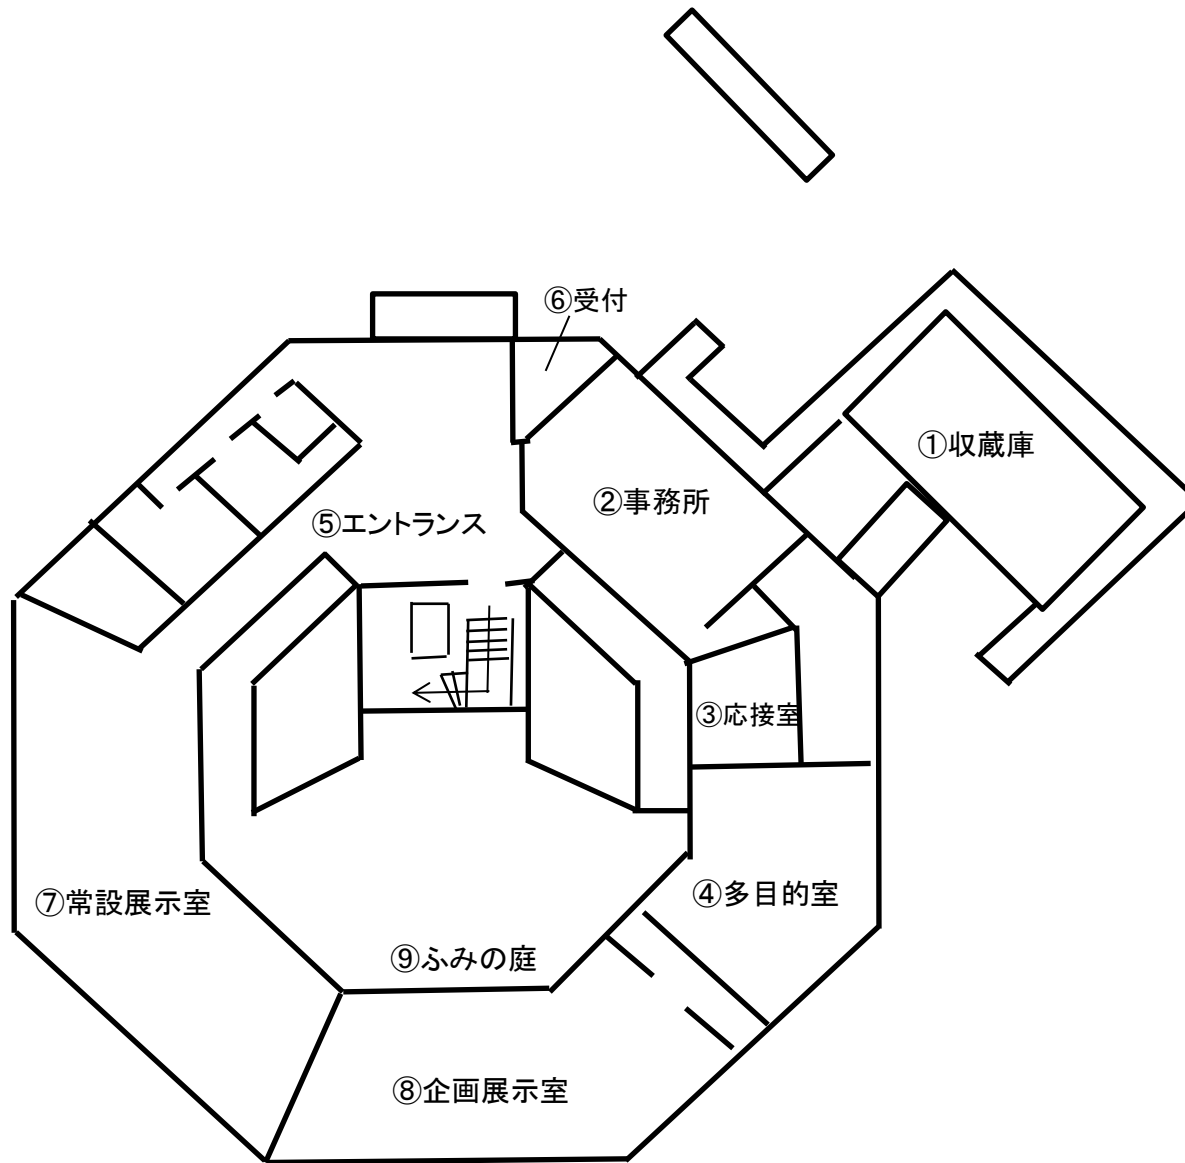 ⑥受付
①収蔵庫
②事務所
⑤エントランス
③応接室
④多目的室
⑦常設展示室
⑨ふみの庭
⑧企画展示室